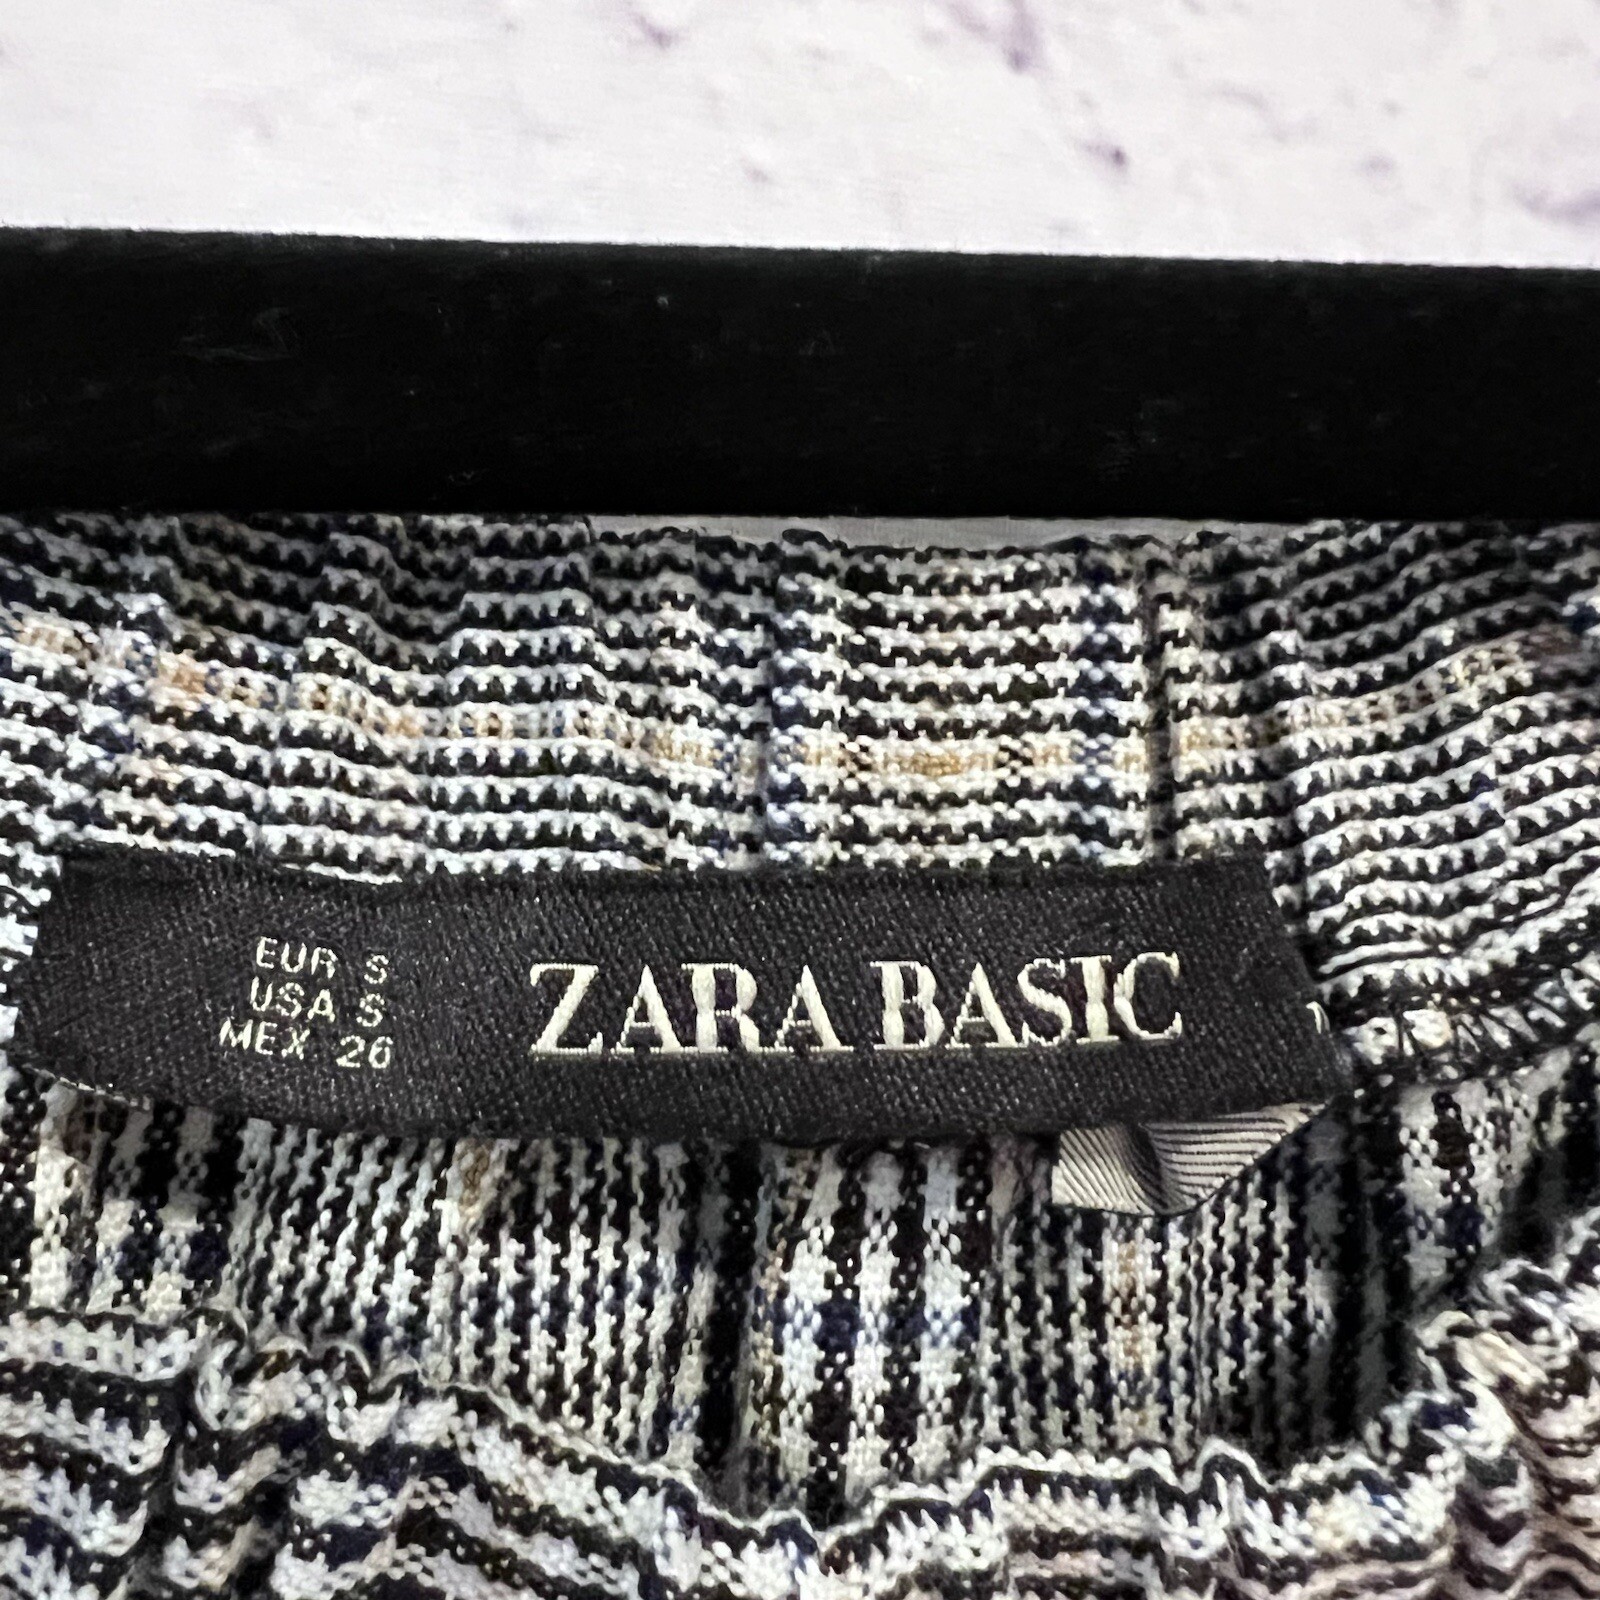 EUR S
USA S
MEX 26
ZARA BASIC